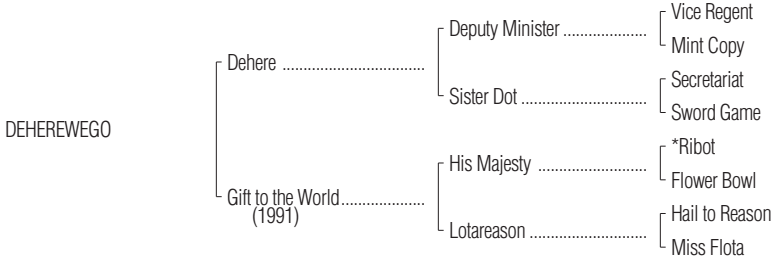 Vice Regent
Deputy Minister ..................
Mint Copy
Dehere ...............................
Secretariat
Sister Dot ...........................
Sword Game
DEHEREWEGO
*Ribot
His Majesty ........................
Flower Bowl
Gift to the World..................
(1991)
Hail to Reason
Lotareason ..........................
Miss Flota